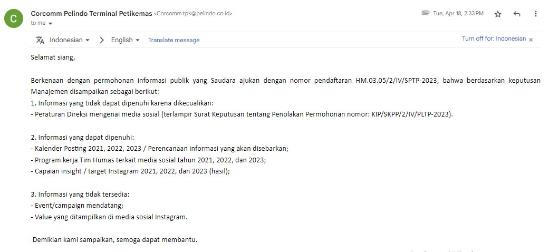 C Corcomm Pelindo Terminal Petikemas <Corcomm.tps@pelindo.co.id> Tue, Apr 18, 2:33 PM
to me
Indonesian > English Translate message Turn off for: Indonesian x
Selamat siang,
Berkenaan dengan permohonan informasi publik yang Saudara ajukan dengan nomor pendaftaran HM.03.05/2/IV/SPTP-2023, bahwa berdasarkan keputusan
Manajemen disampaikan sebagai berikut:
1. Informasi yang tidak dapat dipenuhi karena dikecualikan:
- Peraturan Direksi mengenai media sosial (terlampir Surat Keputusan tentang Penolakan Permohonan nomor: KIP/SKPP/2/IV/PLTP-2023).
2. Informasi yang dapat dipenuhi:
- Kalender Posting 2021, 2022, 2023 / Perencanaan informasi yang akan disebarkan;
- Program kerja Tim Humas terkait media sosial tahun 2021, 2022, dan 2023;
- Capaian insight / target Instagram 2021, 2022, dan 2023 (hasil);
3. Informasi yang tidak tersedia:
- Event/campaign mendatang;
- Value yang ditampilkan di media sosial Instagram.
Demikian kami sampaikan, semoga dapat membantu.